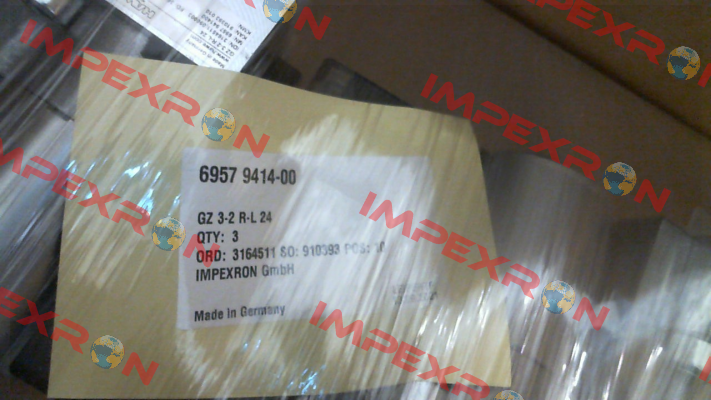 6957 9414-00
GZ 3-2 R-L 24
QTY: 3
ORD: 3164511 SO: 910393 POS: 10
IMPEXRON GmbH
Made in Germany
IMPEXRON
IMPEXRON
IMPEXRON
IMPEXRON
IMPEXRON
IMPEXRON